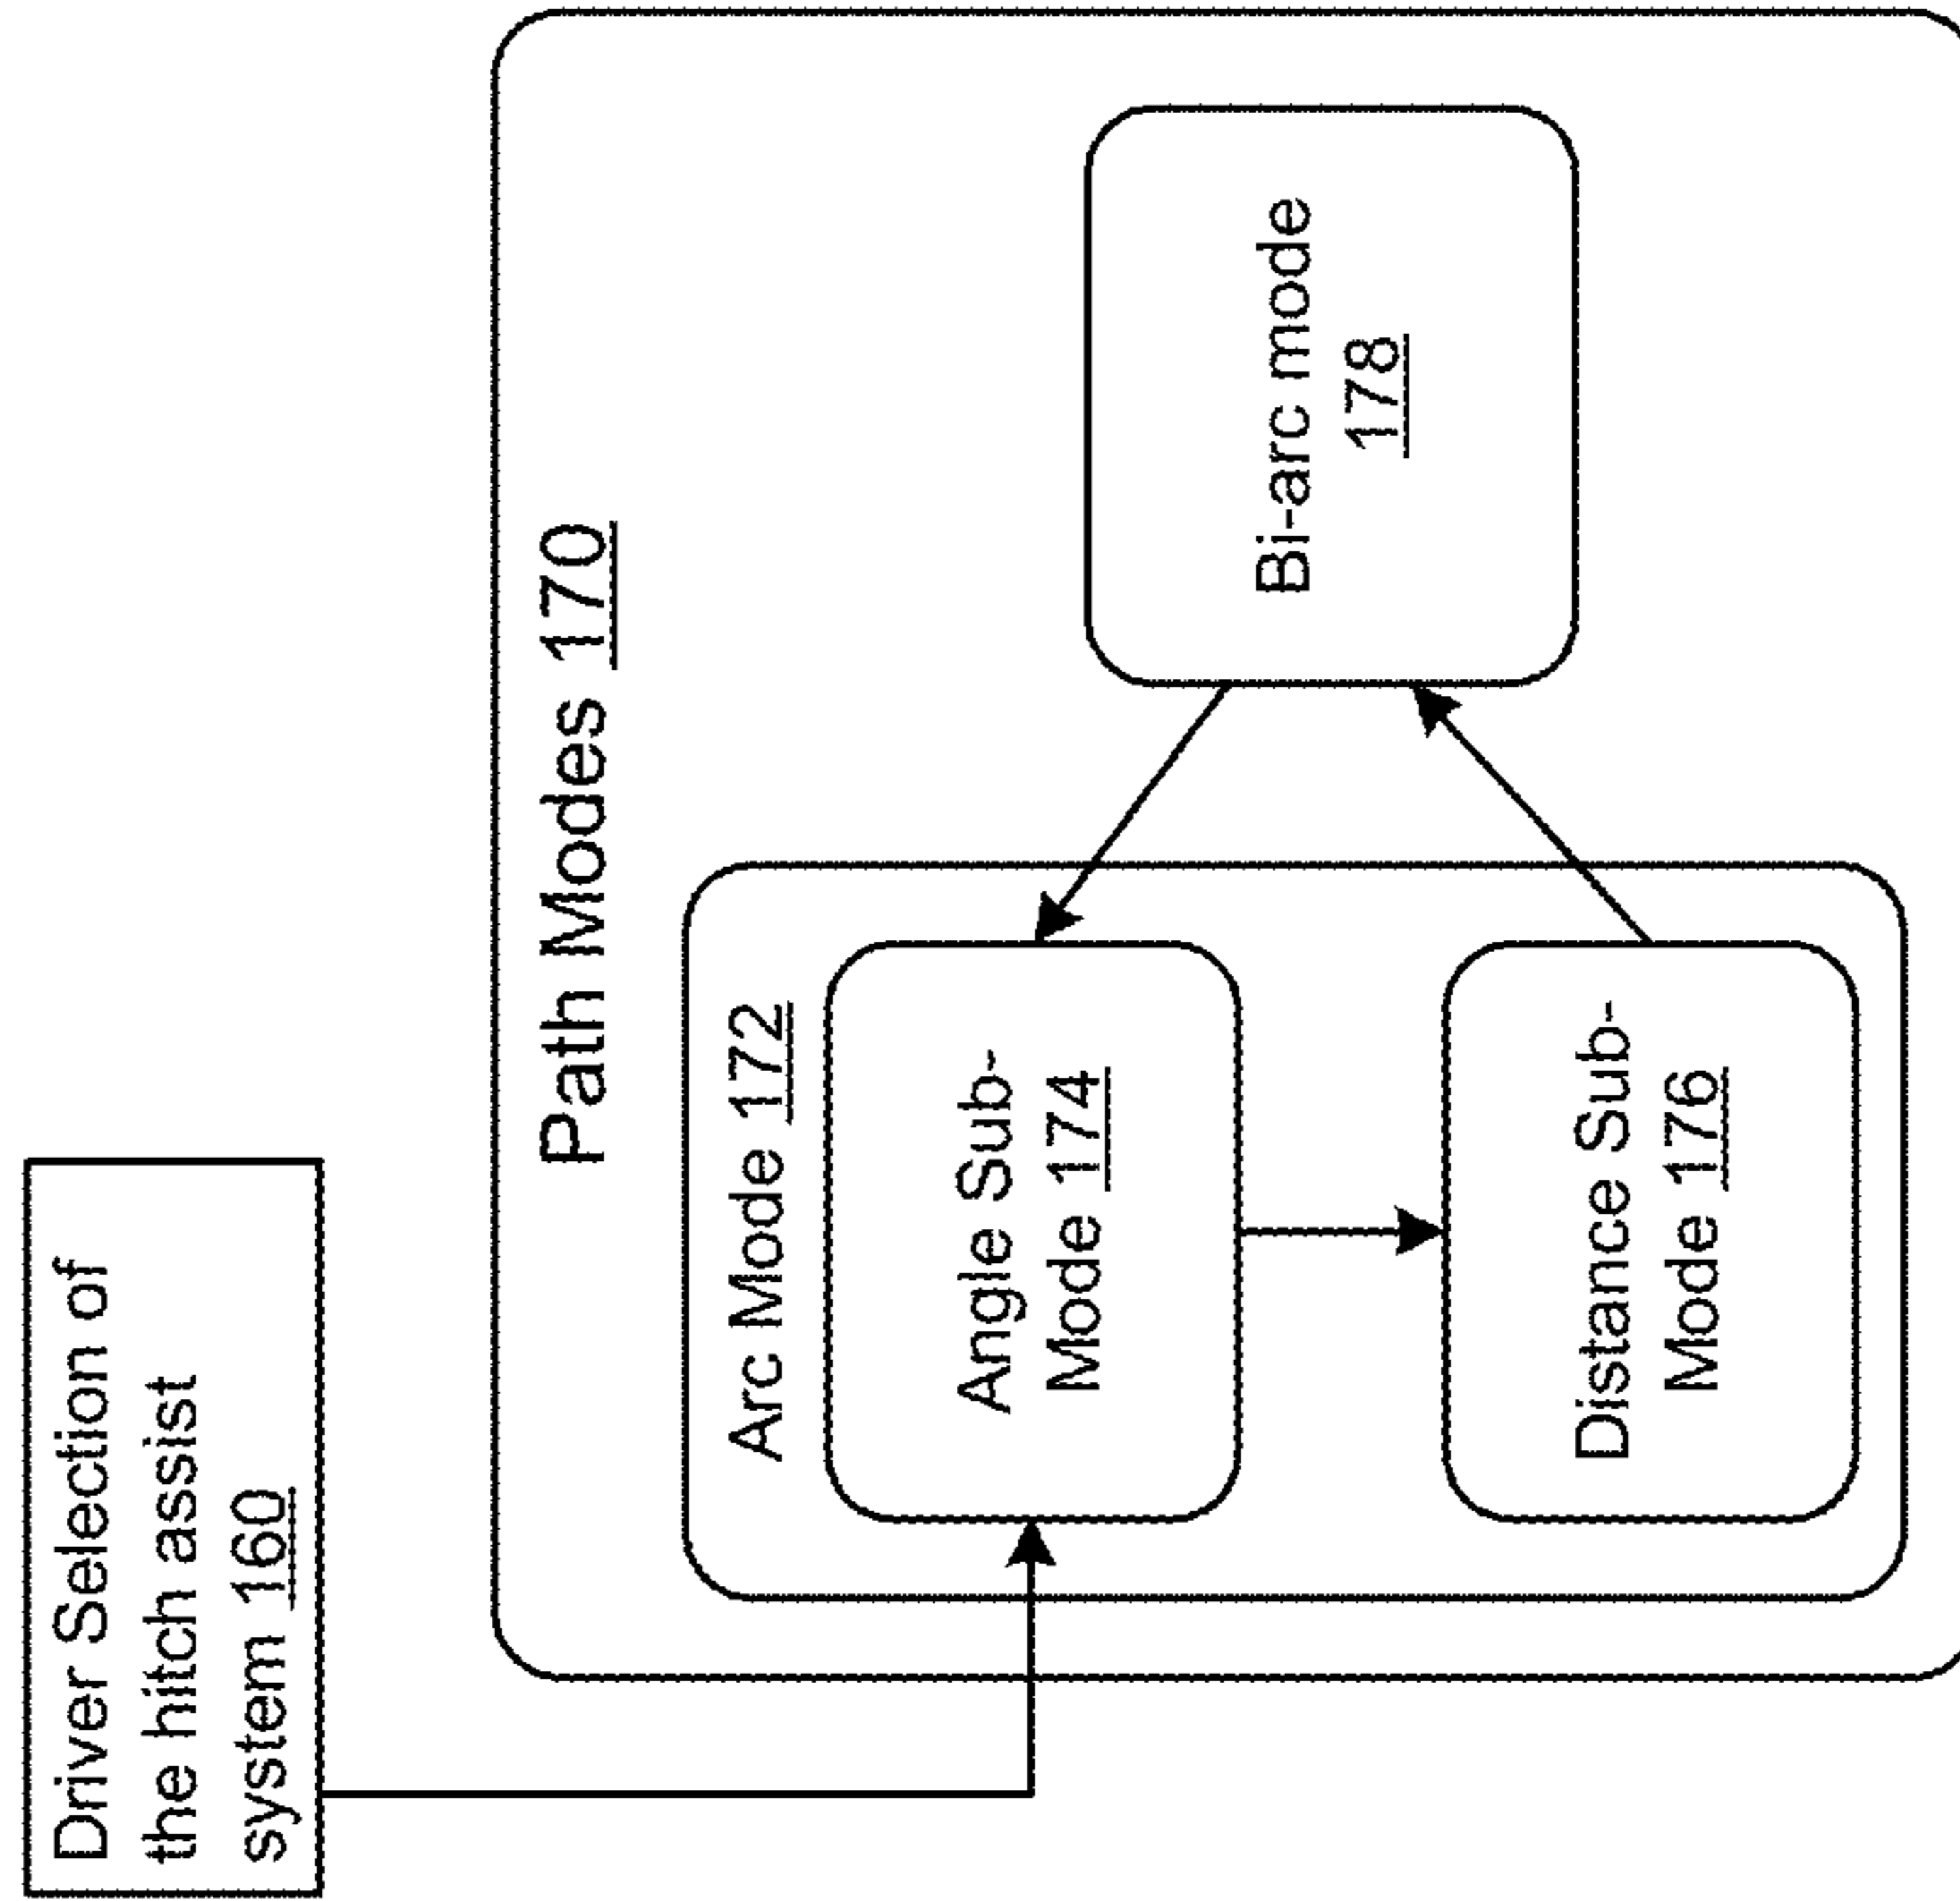 Driver Selection of
the hitch assist
system 160
Path Modes 170
Arc Mode 172
Angle Sub-
Mode 174
Distance Sub-
Mode 176
Bi-arc mode
178